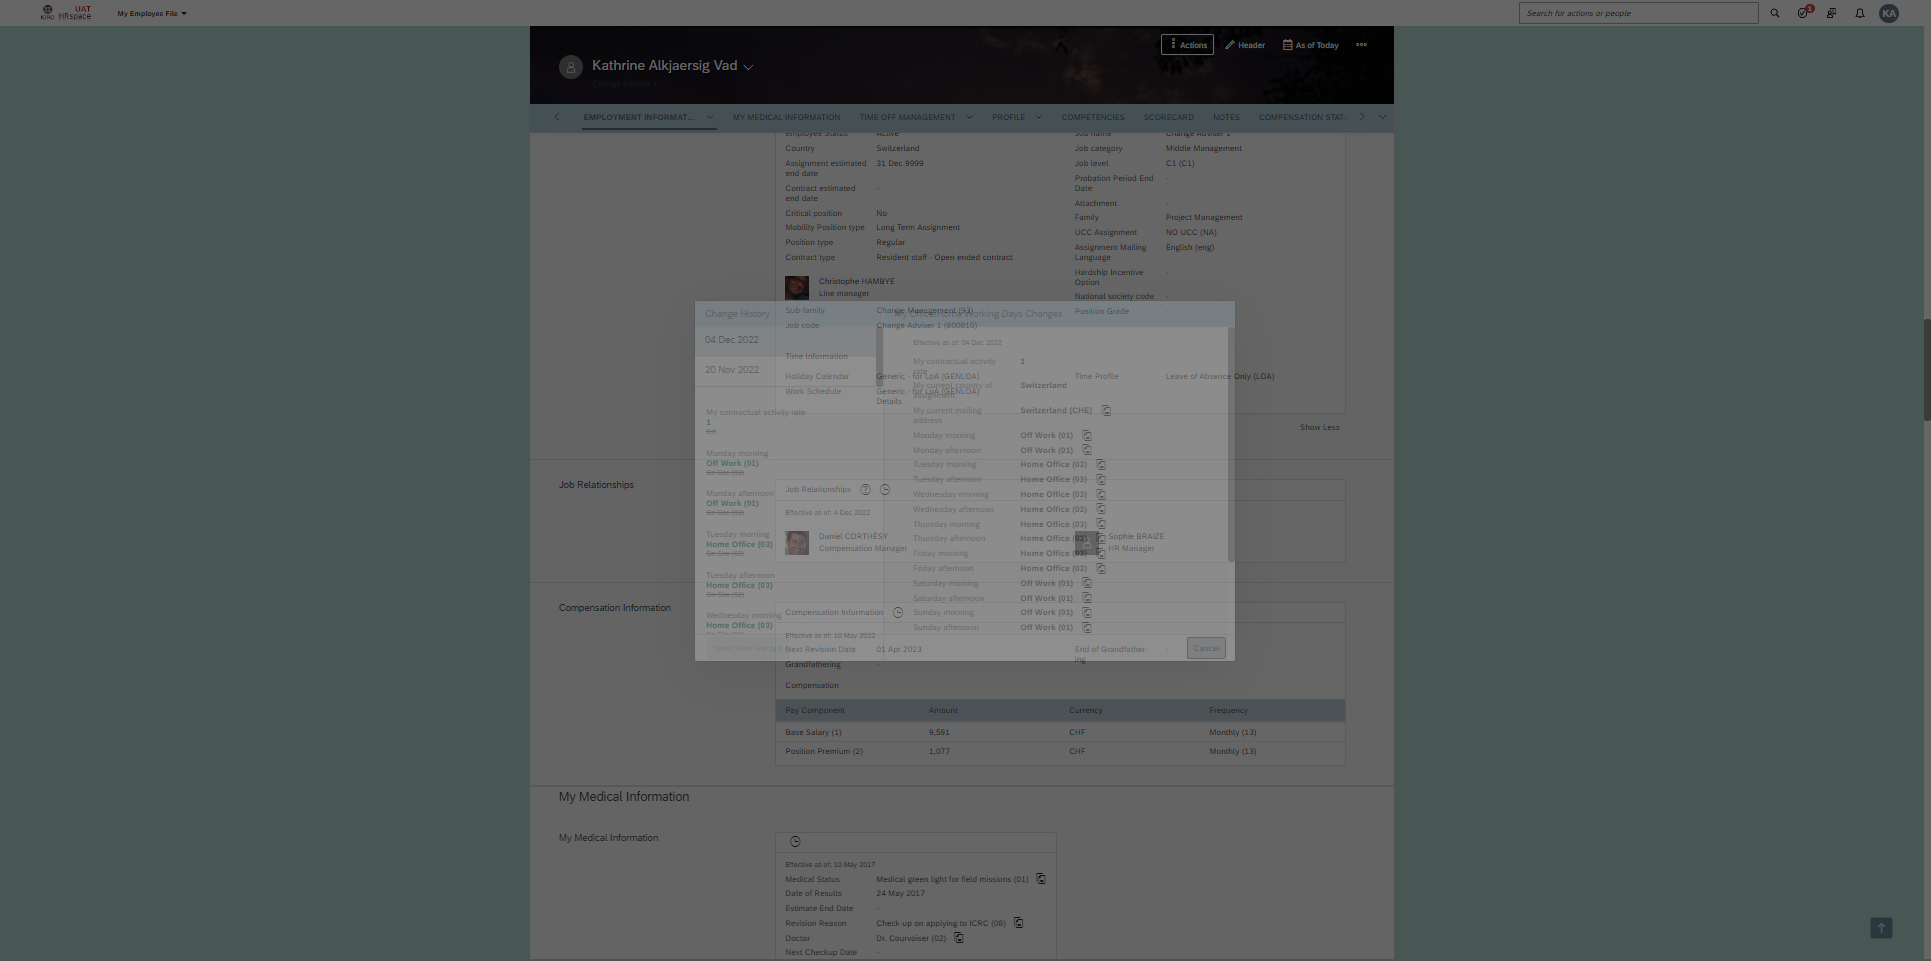 UAT
ICRC HRspace
My Employee File
Search for actions or people
1
KA
Actions
Header
As of Today
Kathrine Alkjaersig Vad
Change Adviser 1
EMPLOYMENT INFORMAT...
MY MEDICAL INFORMATION
TIME OFF MANAGEMENT
PROFILE
COMPETENCIES
SCORECARD
NOTES
COMPENSATION STAT
Employee Status Active
Country Switzerland
Assignment estimated end date 31 Dec 9999
Contract estimated end date -
Critical position No
Mobility Position type Long Term Assignment
Position type Regular
Contract type Resident staff - Open ended contract
Christophe HAMBYE
Line manager
Sub-family Change Management (93)
Job code Change Adviser 1 (B00810)
Time Information
Holiday Calendar Generic - for LoA (GENLOA)
Work Schedule Generic - for LoA (GENLOA)
Details
Job name Change Adviser 1
Job category Middle Management
Job level C1 (C1)
Probation Period End Date -
Attachment -
Family Project Management
UCC Assignment NO UCC (NA)
Assignment Mailing Language English (eng)
Hardship Incentive Option -
National society code -
Position Grade -
Time Profile Leave of Absence Only (LOA)
Show Less
Change History
04 Dec 2022
20 Nov 2022
My contractual activity rate
1
Monday morning
Off Work (01)
On Site (02)
Monday afternoon
Off Work (01)
On Site (02)
Tuesday morning
Home Office (03)
On Site (02)
Tuesday afternoon
Home Office (03)
On Site (02)
Wednesday morning
Home Office (03)
On Site (02)
Working Days Changes
Effective as of: 04 Dec 2022
My contractual activity rate 1
My current country of assignment Switzerland
My current mailing address Switzerland (CHE)
Monday morning Off Work (01)
Monday afternoon Off Work (01)
Tuesday morning Home Office (03)
Tuesday afternoon Home Office (03)
Wednesday morning Home Office (03)
Wednesday afternoon Home Office (03)
Thursday morning Home Office (03)
Thursday afternoon Home Office (03)
Friday morning Home Office (03)
Friday afternoon Home Office (03)
Saturday morning Off Work (01)
Saturday afternoon Off Work (01)
Sunday morning Off Work (01)
Sunday afternoon Off Work (01)
Insert New Record
Cancel
Job Relationships
Job Relationships
Effective as of: 4 Dec 2022
Daniel CORTHÉSY
Compensation Manager
Sophie BRAIZE
HR Manager
Compensation Information
Compensation Information
Effective as of: 10 May 2022
Next Revision Date 01 Apr 2023
Grandfathering -
End of Grandfather-
ing
Compensation
Pay Component Amount Currency Frequency
Base Salary (1) 9,591 CHF Monthly (13)
Position Premium (2) 1,077 CHF Monthly (13)
My Medical Information
My Medical Information
Effective as of: 10 May 2017
Medical Status Medical green light for field missions (01)
Date of Results 24 May 2017
Estimate End Date -
Revision Reason Check-up on applying to ICRC (08)
Doctor Dr. Courvoiser (02)
Next Checkup Date -